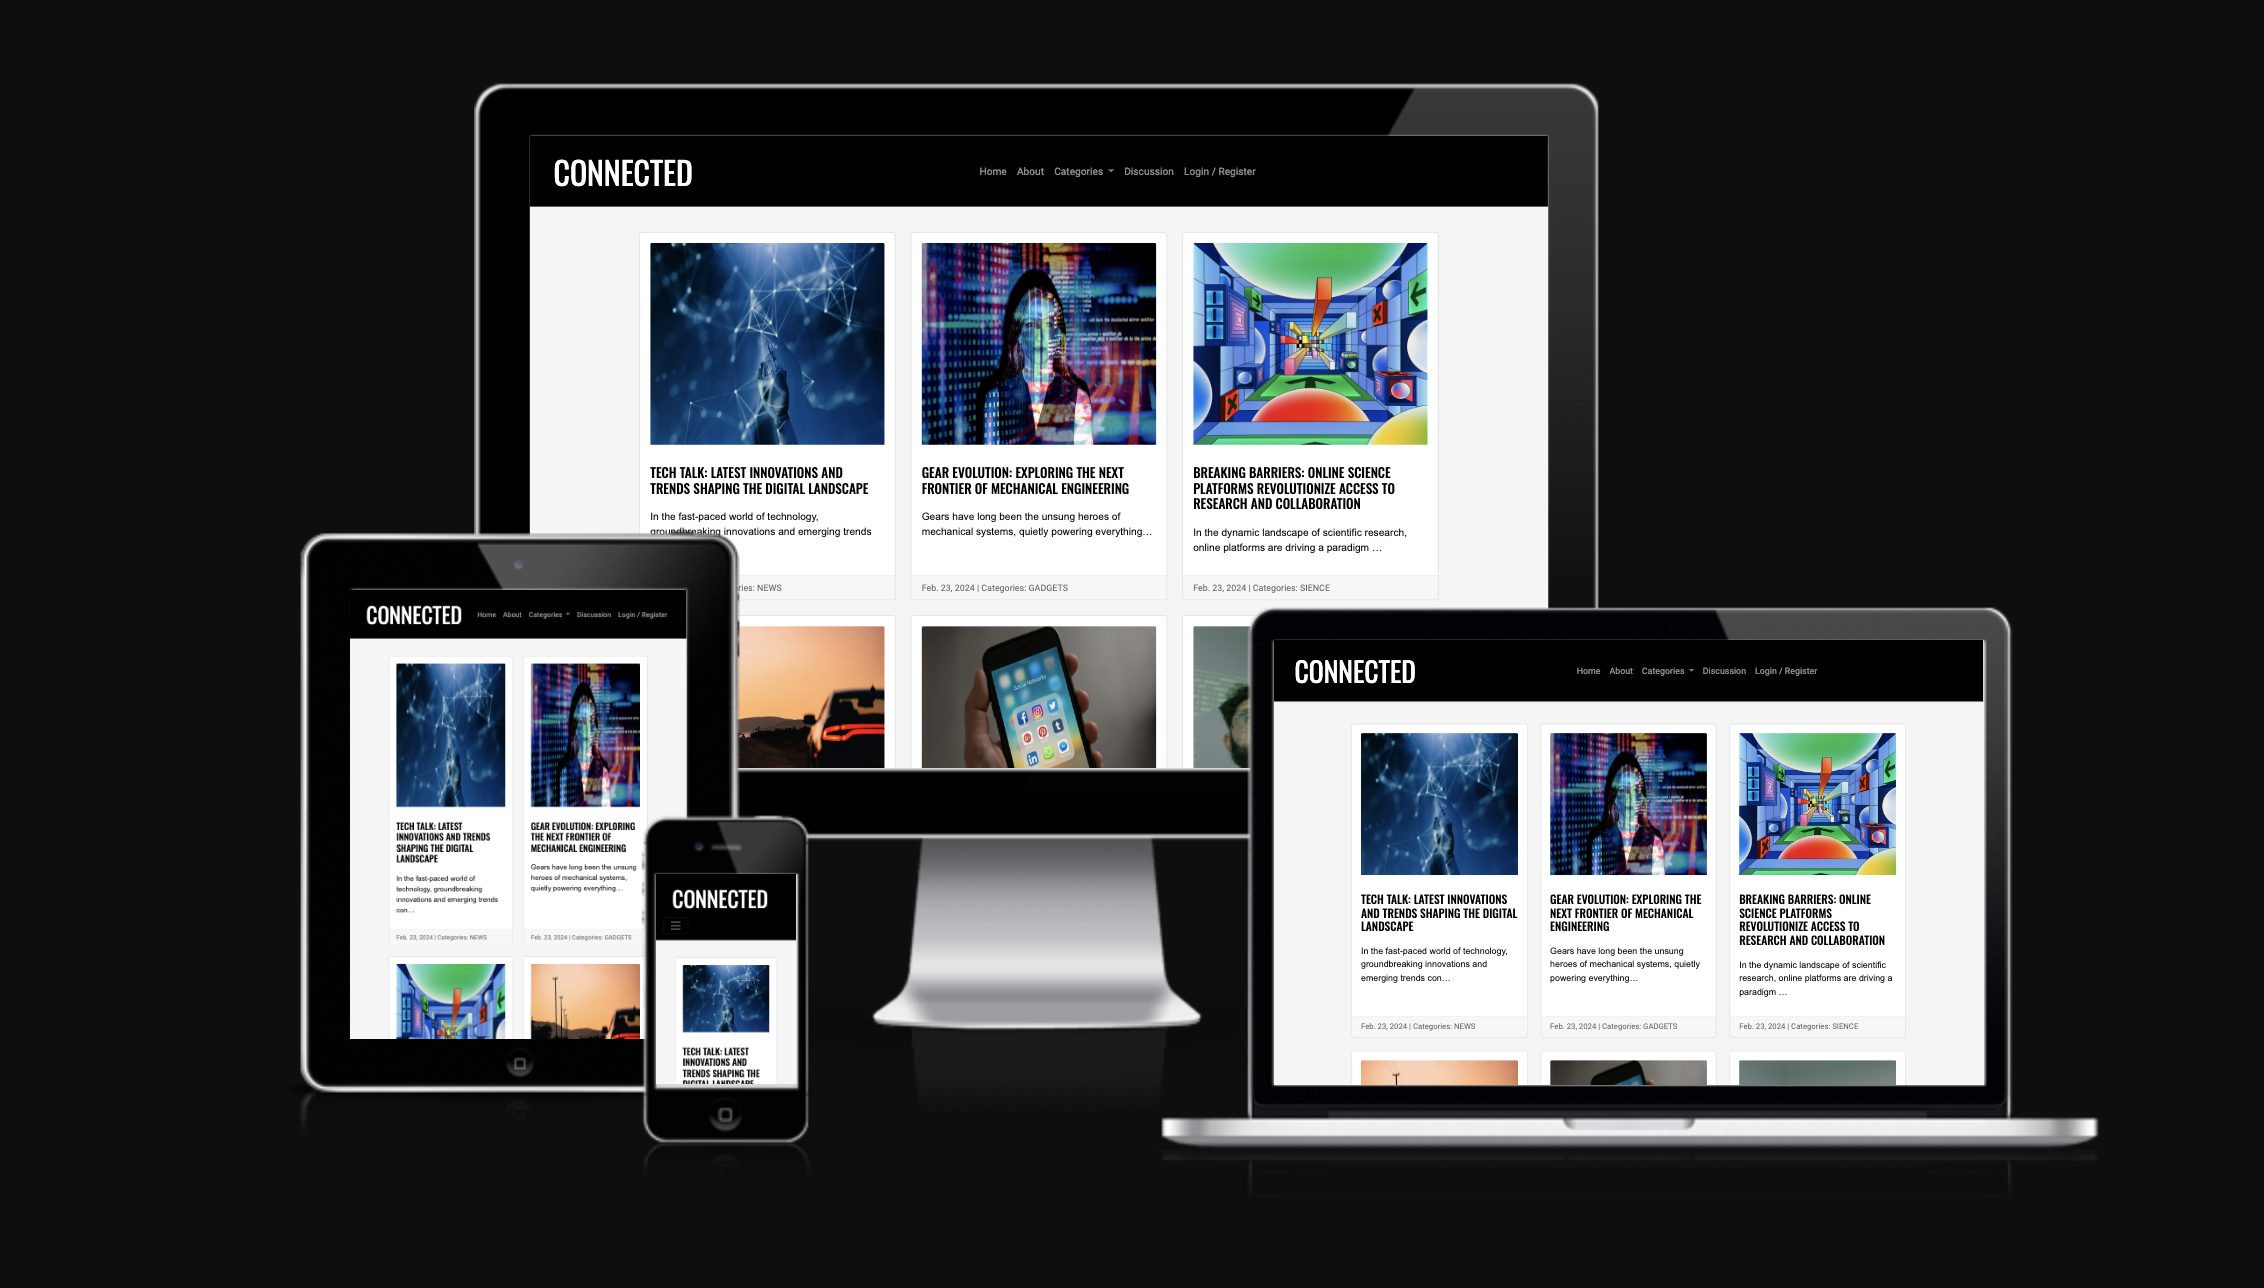 CONNECTED
Home About Categories Discussion Login / Register
TECH TALK: LATEST INNOVATIONS AND
TRENDS SHAPING THE DIGITAL LANDSCAPE
In the fast-paced world of technology,
groundbreaking innovations and emerging trends
ries: NEWS
GEAR EVOLUTION: EXPLORING THE NEXT
FRONTIER OF MECHANICAL ENGINEERING
Gears have long been the unsung heroes of
mechanical systems, quietly powering everything…
Feb. 23, 2024 | Categories: GADGETS
BREAKING BARRIERS: ONLINE SCIENCE
PLATFORMS REVOLUTIONIZE ACCESS TO
RESEARCH AND COLLABORATION
In the dynamic landscape of scientific research,
online platforms are driving a paradigm …
Feb. 23, 2024 | Categories: SIENCE
Social Networks
CONNECTED
Home About Categories Discussion Login / Register
TECH TALK: LATEST
INNOVATIONS AND TRENDS
SHAPING THE DIGITAL
LANDSCAPE
In the fast-paced world of
technology, groundbreaking
innovations and emerging trends
con…
Feb. 23, 2024 | Categories: NEWS
GEAR EVOLUTION: EXPLORING
THE NEXT FRONTIER OF
MECHANICAL ENGINEERING
Gears have long been the unsung
heroes of mechanical systems,
quietly powering everything…
Feb. 23, 2024 | Categories: GADGETS
CONNECTED
TECH TALK: LATEST
INNOVATIONS AND
TRENDS SHAPING THE
DIGITAL LANDSCAPE
CONNECTED
Home About Categories Discussion Login / Register
TECH TALK: LATEST INNOVATIONS
AND TRENDS SHAPING THE DIGITAL
LANDSCAPE
In the fast-paced world of technology,
groundbreaking innovations and
emerging trends con…
Feb. 23, 2024 | Categories: NEWS
GEAR EVOLUTION: EXPLORING THE
NEXT FRONTIER OF MECHANICAL
ENGINEERING
Gears have long been the unsung
heroes of mechanical systems, quietly
powering everything…
Feb. 23, 2024 | Categories: GADGETS
BREAKING BARRIERS: ONLINE
SCIENCE PLATFORMS
REVOLUTIONIZE ACCESS TO
RESEARCH AND COLLABORATION
In the dynamic landscape of scientific
research, online platforms are driving a
paradigm …
Feb. 23, 2024 | Categories: SIENCE